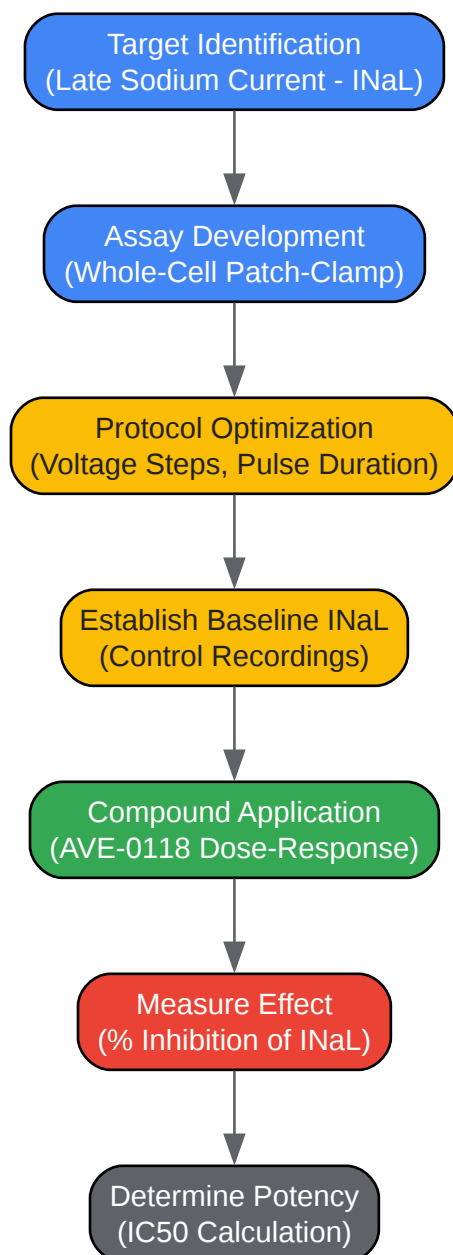 Target Identification
(Late Sodium Current - INaL)
Assay Development
(Whole-Cell Patch-Clamp)
Protocol Optimization
(Voltage Steps, Pulse Duration)
Establish Baseline INaL
(Control Recordings)
Compound Application
(AVE-0118 Dose-Response)
Measure Effect
(% Inhibition of INaL)
Determine Potency
(IC50 Calculation)